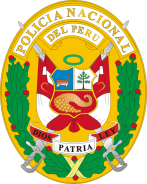 POLICIA NACIONAL
DEL PERU
DIOS
PATRIA
LEY